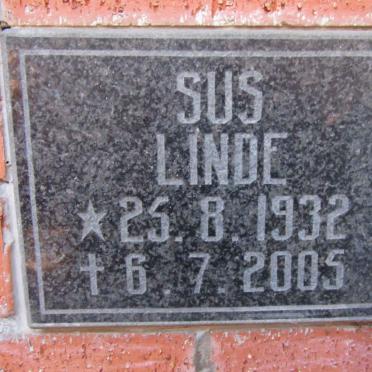 SUS
LINDE
★ 25.8.1932
✝ 6.7.2005